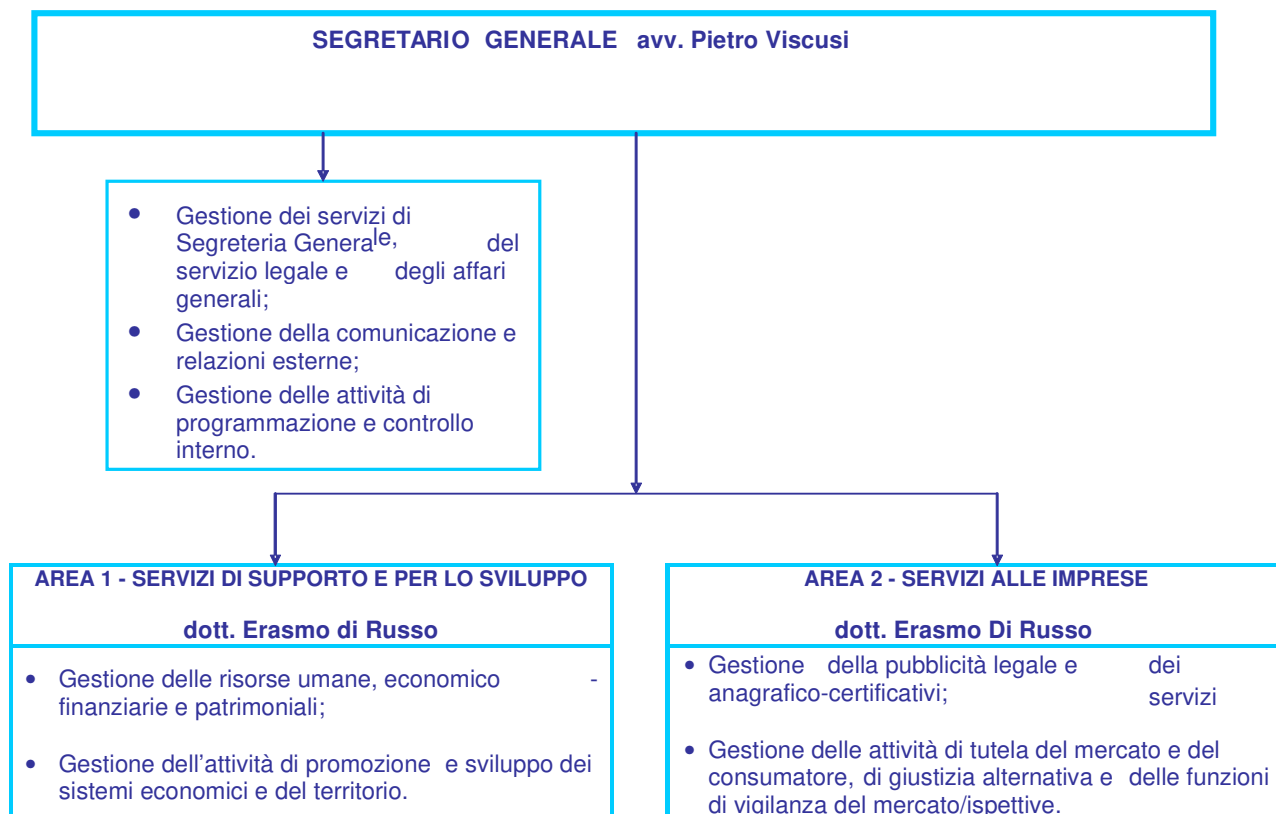 SEGRETARIO GENERALE avv. Pietro Viscusi
• Gestione dei servizi di
Segreteria Generale, del
servizio legale e degli affari
generali;
• Gestione della comunicazione e
relazioni esterne;
• Gestione delle attività di
programmazione e controllo
interno.
AREA 1 - SERVIZI DI SUPPORTO E PER LO SVILUPPO
dott. Erasmo di Russo
• Gestione delle risorse umane, economico -
finanziarie e patrimoniali;
• Gestione dell'attività di promozione e sviluppo dei
sistemi economici e del territorio.
AREA 2 - SERVIZI ALLE IMPRESE
dott. Erasmo Di Russo
• Gestione della pubblicità legale e dei
anagrafico-certificativi; servizi
• Gestione delle attività di tutela del mercato e del
consumatore, di giustizia alternativa e delle funzioni
di vigilanza del mercato/ispettive.